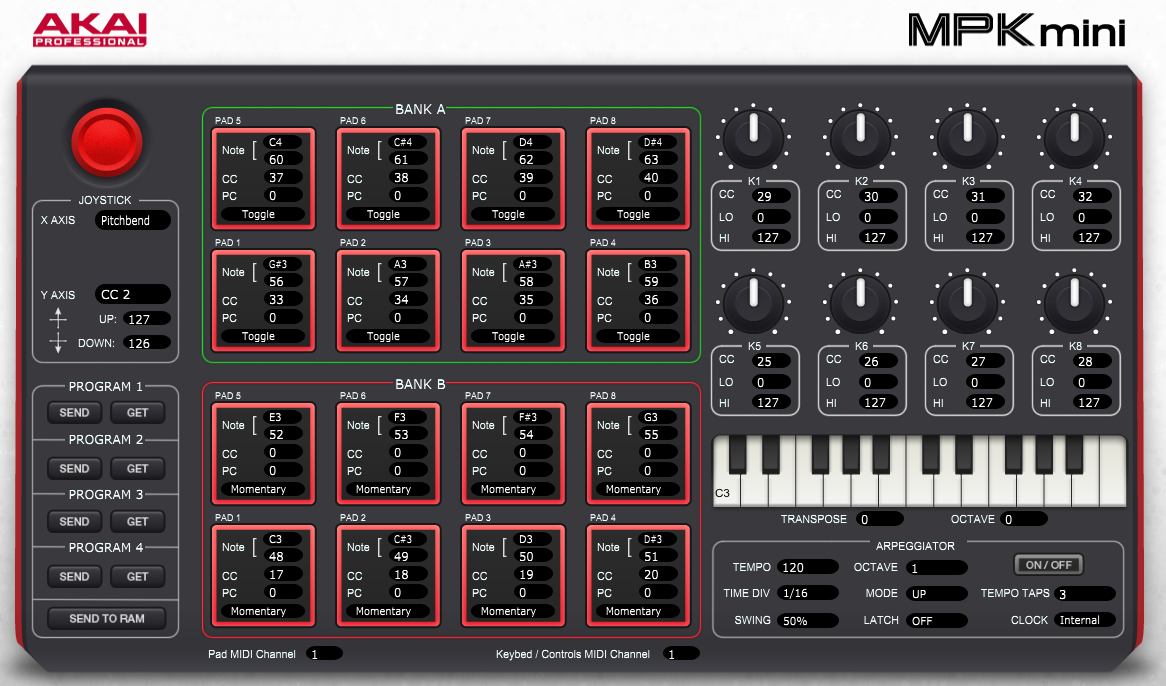 AKAI
PROFESSIONAL
MPK mini
JOYSTICK
X AXIS Pitchbend
Y AXIS CC 2
UP: 127
DOWN: 126
PROGRAM 1
SEND GET
PROGRAM 2
SEND GET
PROGRAM 3
SEND GET
PROGRAM 4
SEND GET
SEND TO RAM
BANK A
PAD 5 PAD 6 PAD 7 PAD 8
Note [ C4 Note [ C#4 Note [ D4 Note [ D#4
60 61 62 63
CC 37 CC 38 CC 39 CC 40
PC 0 PC 0 PC 0 PC 0
Toggle Toggle Toggle Toggle
PAD 1 PAD 2 PAD 3 PAD 4
Note [ G#3 Note [ A3 Note [ A#3 Note [ B3
56 57 58 59
CC 33 CC 34 CC 35 CC 36
PC 0 PC 0 PC 0 PC 0
Toggle Toggle Toggle Toggle
BANK B
PAD 5 PAD 6 PAD 7 PAD 8
Note [ E3 Note [ F3 Note [ F#3 Note [ G3
52 53 54 55
CC 0 CC 0 CC 0 CC 0
PC 0 PC 0 PC 0 PC 0
Momentary Momentary Momentary Momentary
PAD 1 PAD 2 PAD 3 PAD 4
Note [ C3 Note [ C#3 Note [ D3 Note [ D#3
48 49 50 51
CC 17 CC 18 CC 19 CC 20
PC 0 PC 0 PC 0 PC 0
Momentary Momentary Momentary Momentary
Pad MIDI Channel 1 Keybed / Controls MIDI Channel 1
K1 K2 K3 K4
CC 29 CC 30 CC 31 CC 32
LO 0 LO 0 LO 0 LO 0
HI 127 HI 127 HI 127 HI 127
K5 K6 K7 K8
CC 25 CC 26 CC 27 CC 28
LO 0 LO 0 LO 0 LO 0
HI 127 HI 127 HI 127 HI 127
C3
TRANSPOSE 0 OCTAVE 0
ARPEGGIATOR
TEMPO 120 OCTAVE 1 ON / OFF
TIME DIV 1/16 MODE UP TEMPO TAPS 3
SWING 50% LATCH OFF CLOCK Internal